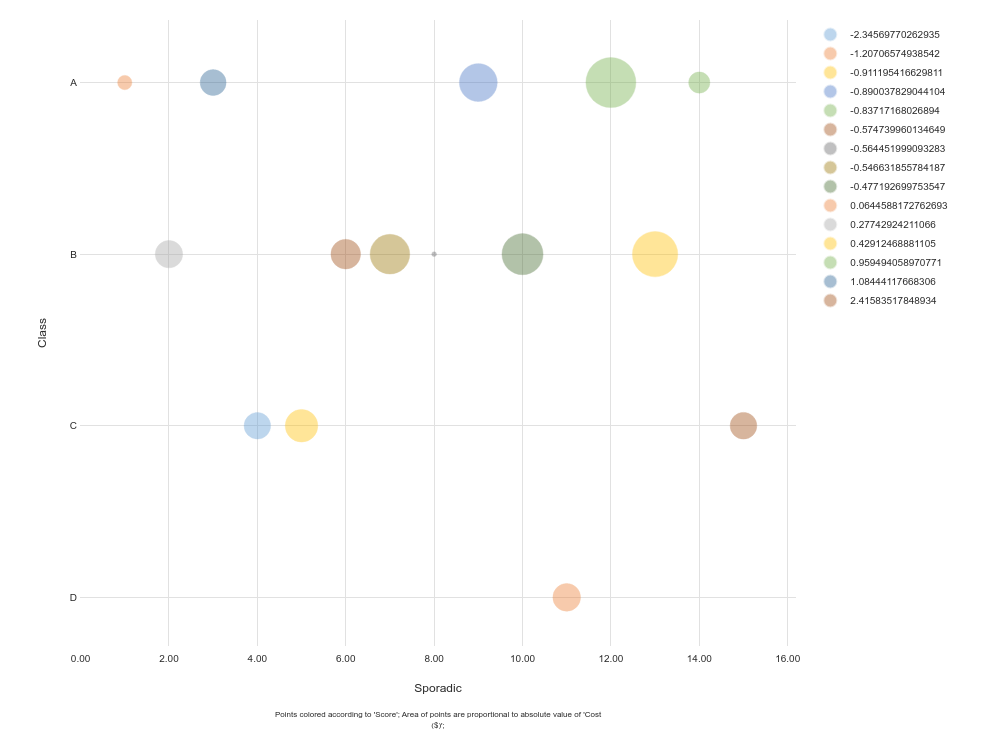 A
B
C
D
Class
0.00 2.00 4.00 6.00 8.00 10.00 12.00 14.00 16.00
Sporadic
Points colored according to 'Score'; Area of points are proportional to absolute value of 'Cost
($)';
-2.34569770262935
-1.20706574938542
-0.911195416629811
-0.890037829044104
-0.83717168026894
-0.574739960134649
-0.564451999093283
-0.546631855784187
-0.477192699753547
0.0644588172762693
0.27742924211066
0.42912468881105
0.959494058970771
1.08444117668306
2.41583517848934